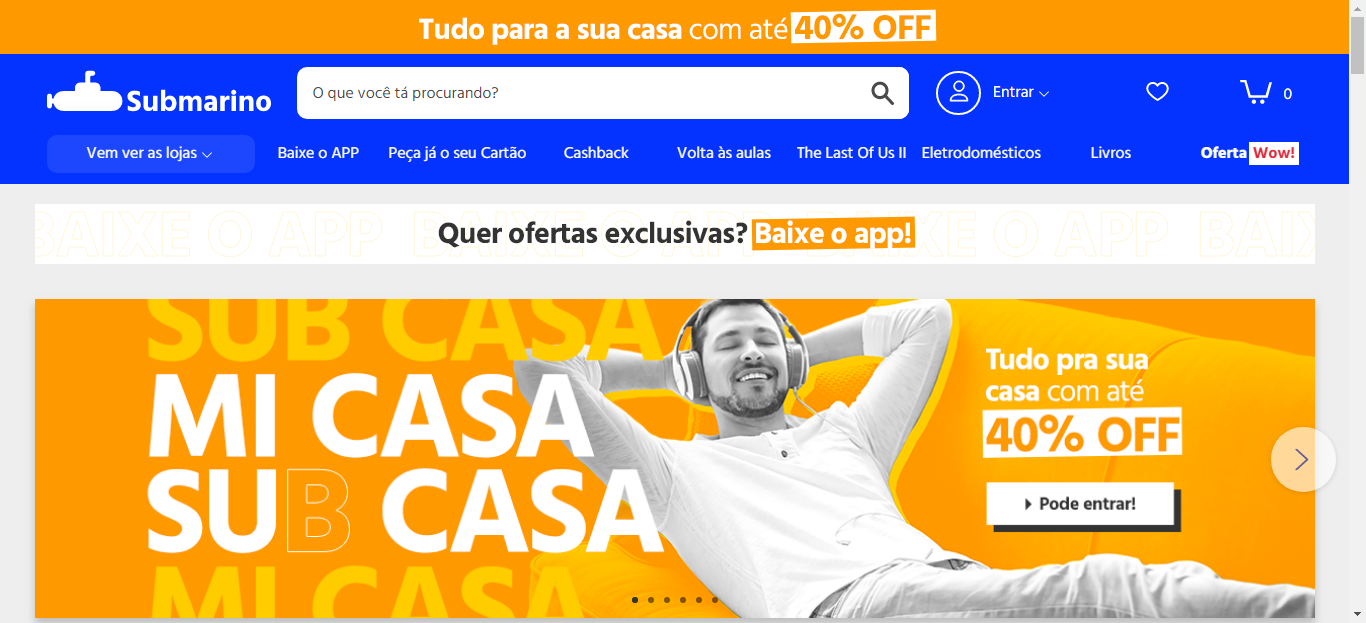 Tudo para a sua casa com até 40% OFF
Submarino
O que você tá procurando?
Entrar
0
Vem ver as lojas
Baixe o APP
Peça já o seu Cartão
Cashback
Volta às aulas
The Last Of Us II
Eletrodomésticos
Livros
Oferta Wow!
BAIXE O APP BAIXE O APP BAIXE O APP BAIX
Quer ofertas exclusivas? Baixe o app!
SUB CASA
MI CASA
SUB CASA
MI CASA
Tudo pra sua
casa com até
40% OFF
Pode entrar!